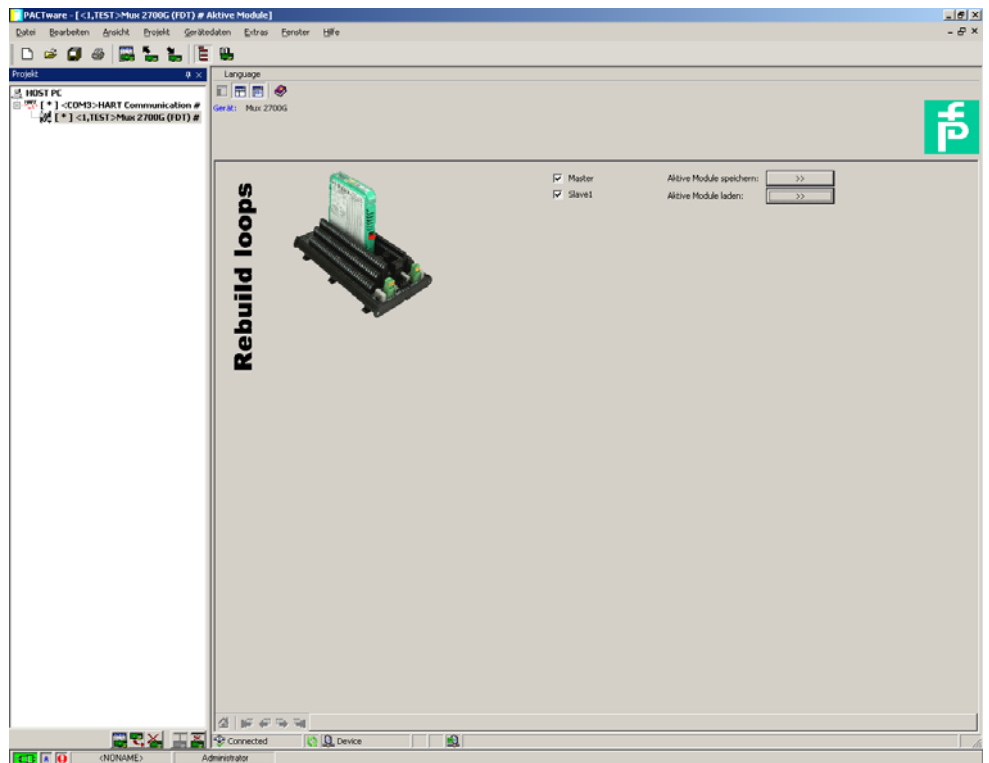 PACTware - [<1,TEST>Mux 2700G (FDT) # Aktive Module]
Datei Bearbeiten Ansicht Projekt Gerätedaten Extras Fenster Hilfe
Projekt
HOST PC
[ * ] <COM3>HART Communication #
[ * ] <1,TEST>Mux 2700G (FDT) #
Language
Gerät: Mux 2700G
Rebuild loops
Master
Aktive Module speichern: >>
Slave1
Aktive Module laden: >>
Connected Device
<NONAME> Administrator